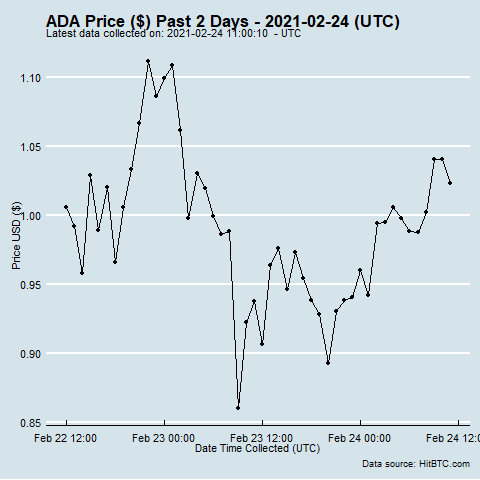 ADA Price ($) Past 2 Days - 2021-02-24 (UTC)
Latest data collected on: 2021-02-24 11:00:10  - UTC
1.10
1.05
1.00
0.95
0.90
0.85
Price USD ($)
Feb 22 12:00 Feb 23 00:00 Feb 23 12:00 Feb 24 00:00 Feb 24 12:
Date Time Collected (UTC)
Data source: HitBTC.com